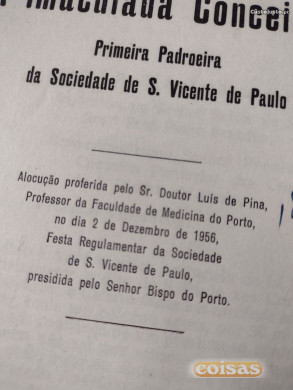 Imaculada Concei
Primeira Padroeira
da Sociedade de S. Vicente de Paulo
Alocução proferida pelo Sr. Doutor Luís de Pina,
Professor da Faculdade de Medicina do Porto,
no dia 2 de Dezembro de 1956,
Festa Regulamentar da Sociedade
de S. Vicente de Paulo,
presidida pelo Senhor Bispo do Porto.
coisas